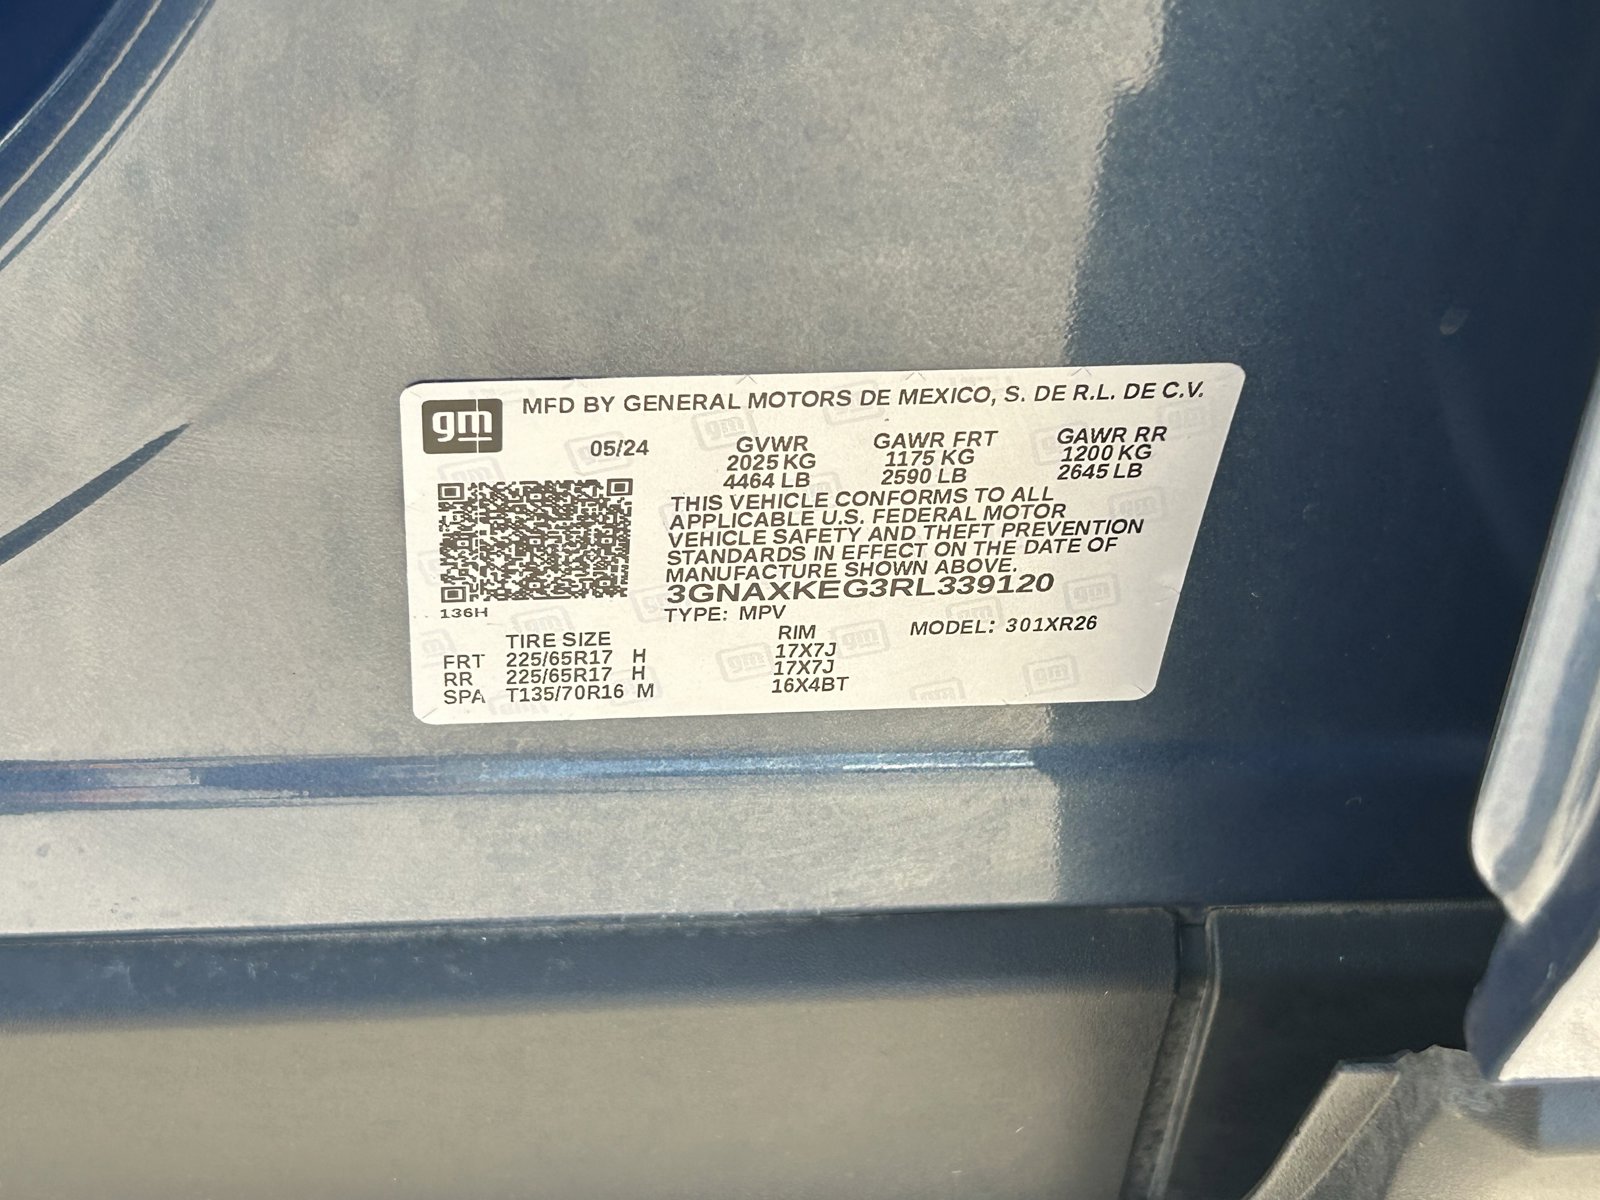 gm
MFD BY GENERAL MOTORS DE MEXICO, S. DE R.L. DE C.V.
05/24 GVWR GAWR FRT GAWR RR
2025 KG 1175 KG 1200 KG
4464 LB 2590 LB 2645 LB
THIS VEHICLE CONFORMS TO ALL
APPLICABLE U.S. FEDERAL MOTOR
VEHICLE SAFETY AND THEFT PREVENTION
STANDARDS IN EFFECT ON THE DATE OF
MANUFACTURE SHOWN ABOVE.
3GNAXKEG3RL339120
136H
TYPE: MPV MODEL: 301XR26
TIRE SIZE RIM
FRT 225/65R17 H 17X7J
RR 225/65R17 H 17X7J
SPA T135/70R16 M 16X4BT